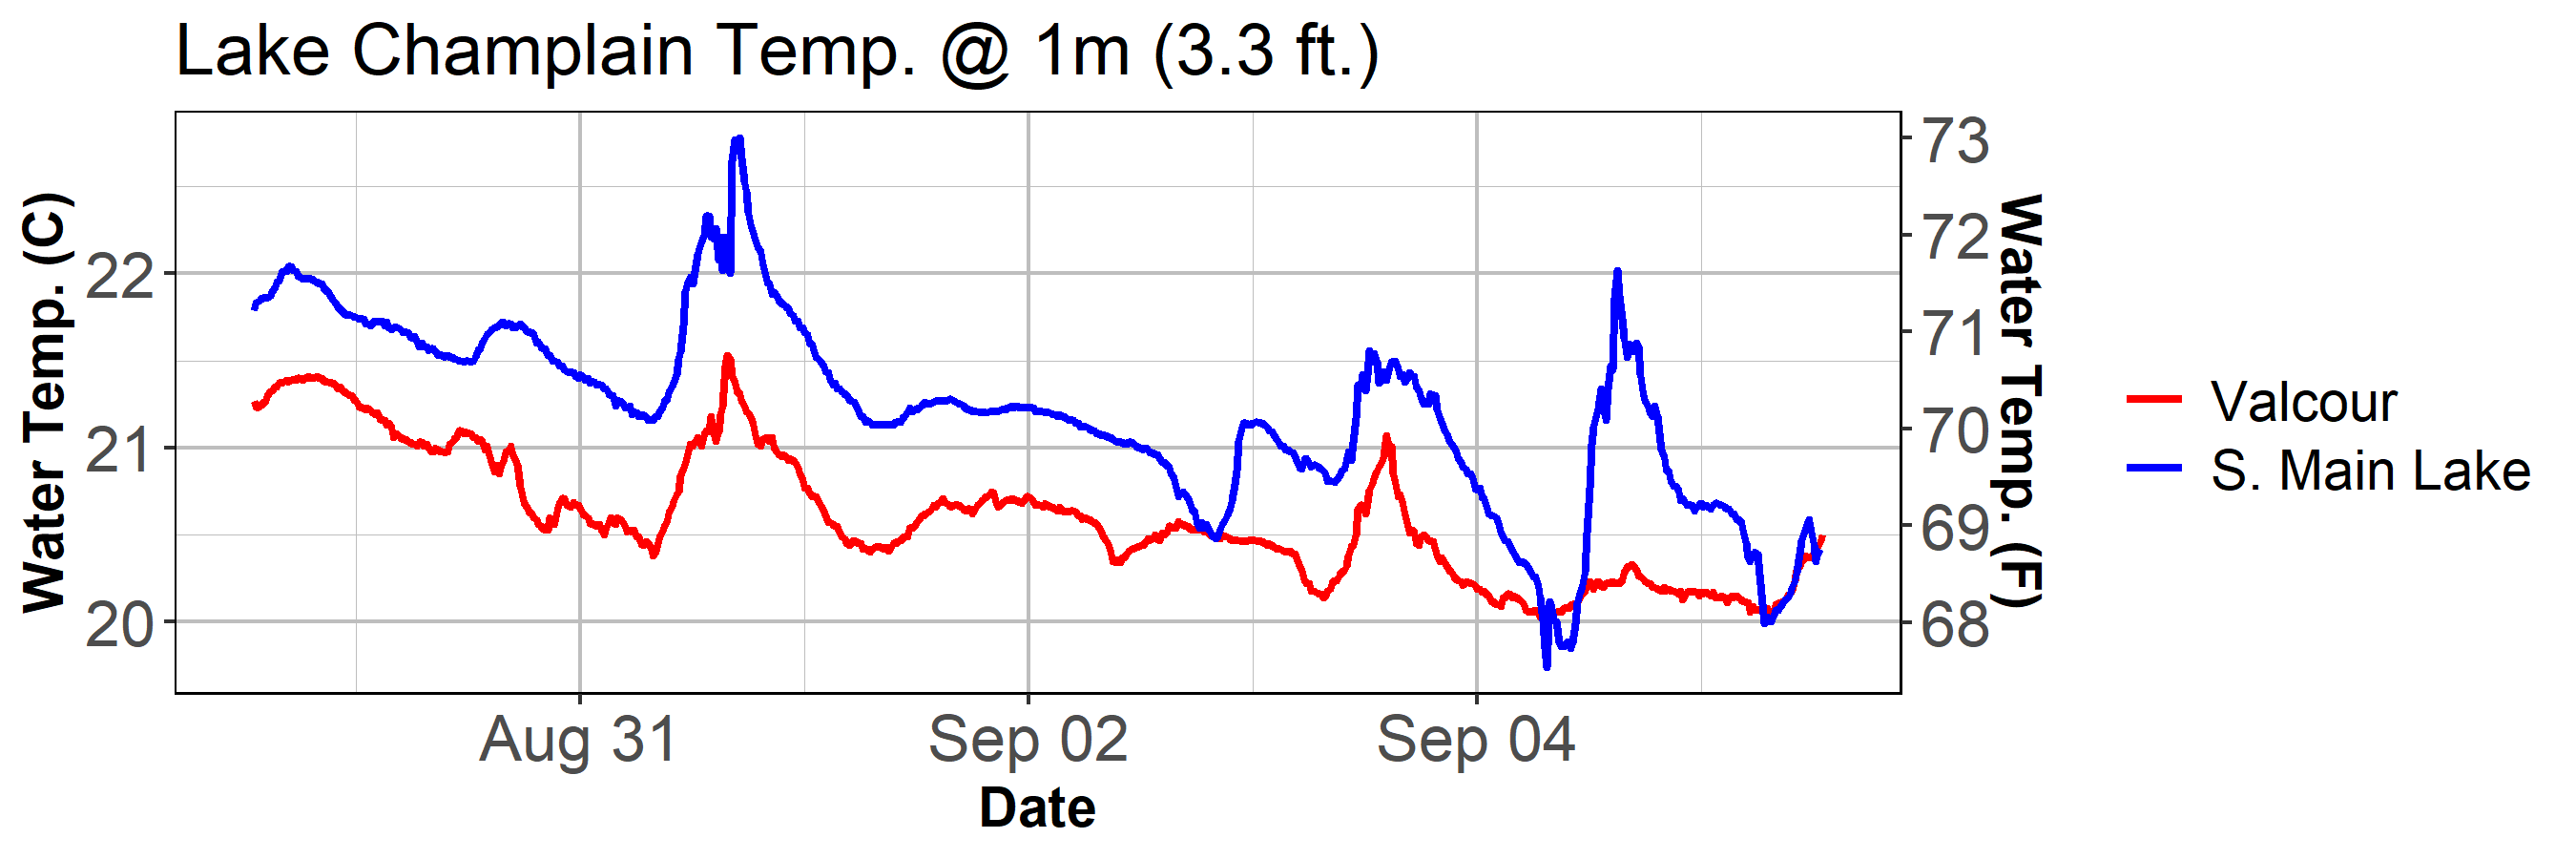 Lake Champlain Temp. @ 1m (3.3 ft.)
Water Temp. (C)
22
21
20
73
72
71
70
69
68
Water Temp. (F)
Aug 31
Sep 02
Sep 04
Date
Valcour
S. Main Lake